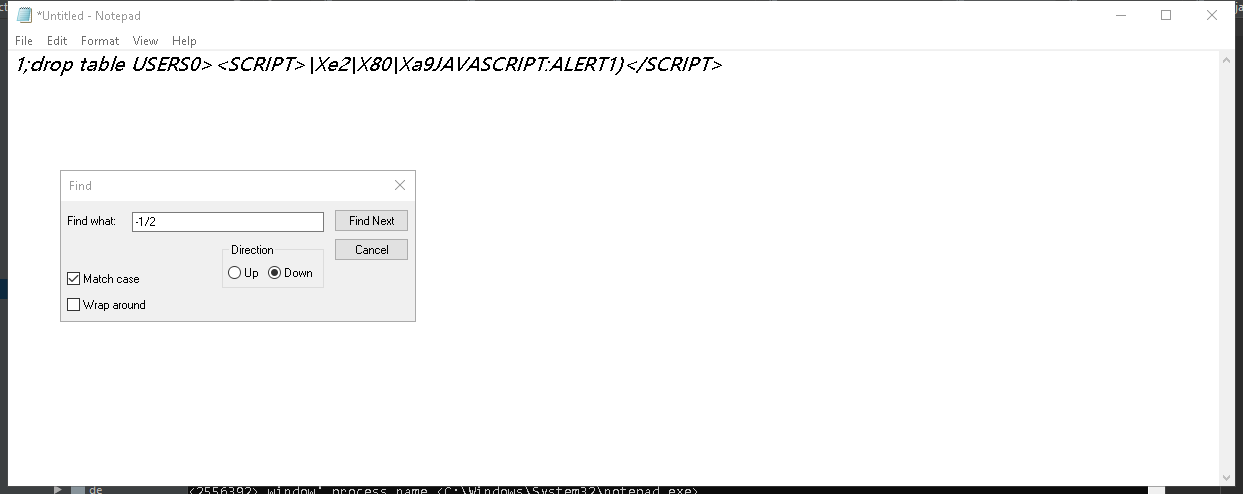 *Untitled - Notepad
File Edit Format View Help
1;drop table USERS0> <SCRIPT> |Xe2|X80|Xa9JAVASCRIPT:ALERT1)</SCRIPT>
Find
Find what: -1/2 Find Next
Direction Cancel
Up Down
Match case
Wrap around
de <2556392> window' process name <C:\Windows\System32\notepad.exe>